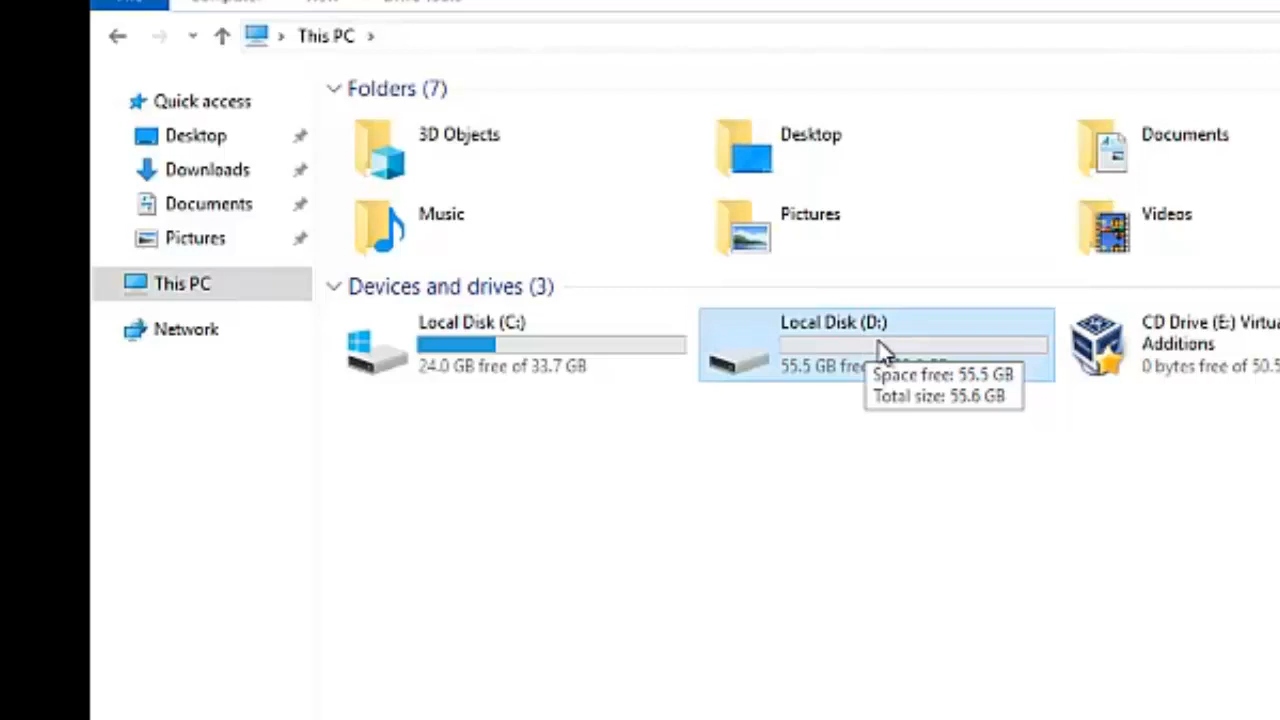 This PC
Quick access
Desktop
Downloads
Documents
Pictures
This PC
Network
Folders (7)
3D Objects
Desktop
Documents
Music
Pictures
Videos
Devices and drives (3)
Local Disk (C:)
24.0 GB free of 33.7 GB
Local Disk (D:)
55.5 GB free
Space free: 55.5 GB
Total size: 55.6 GB
CD Drive (E:) Virtu
Additions
0 bytes free of 50.5